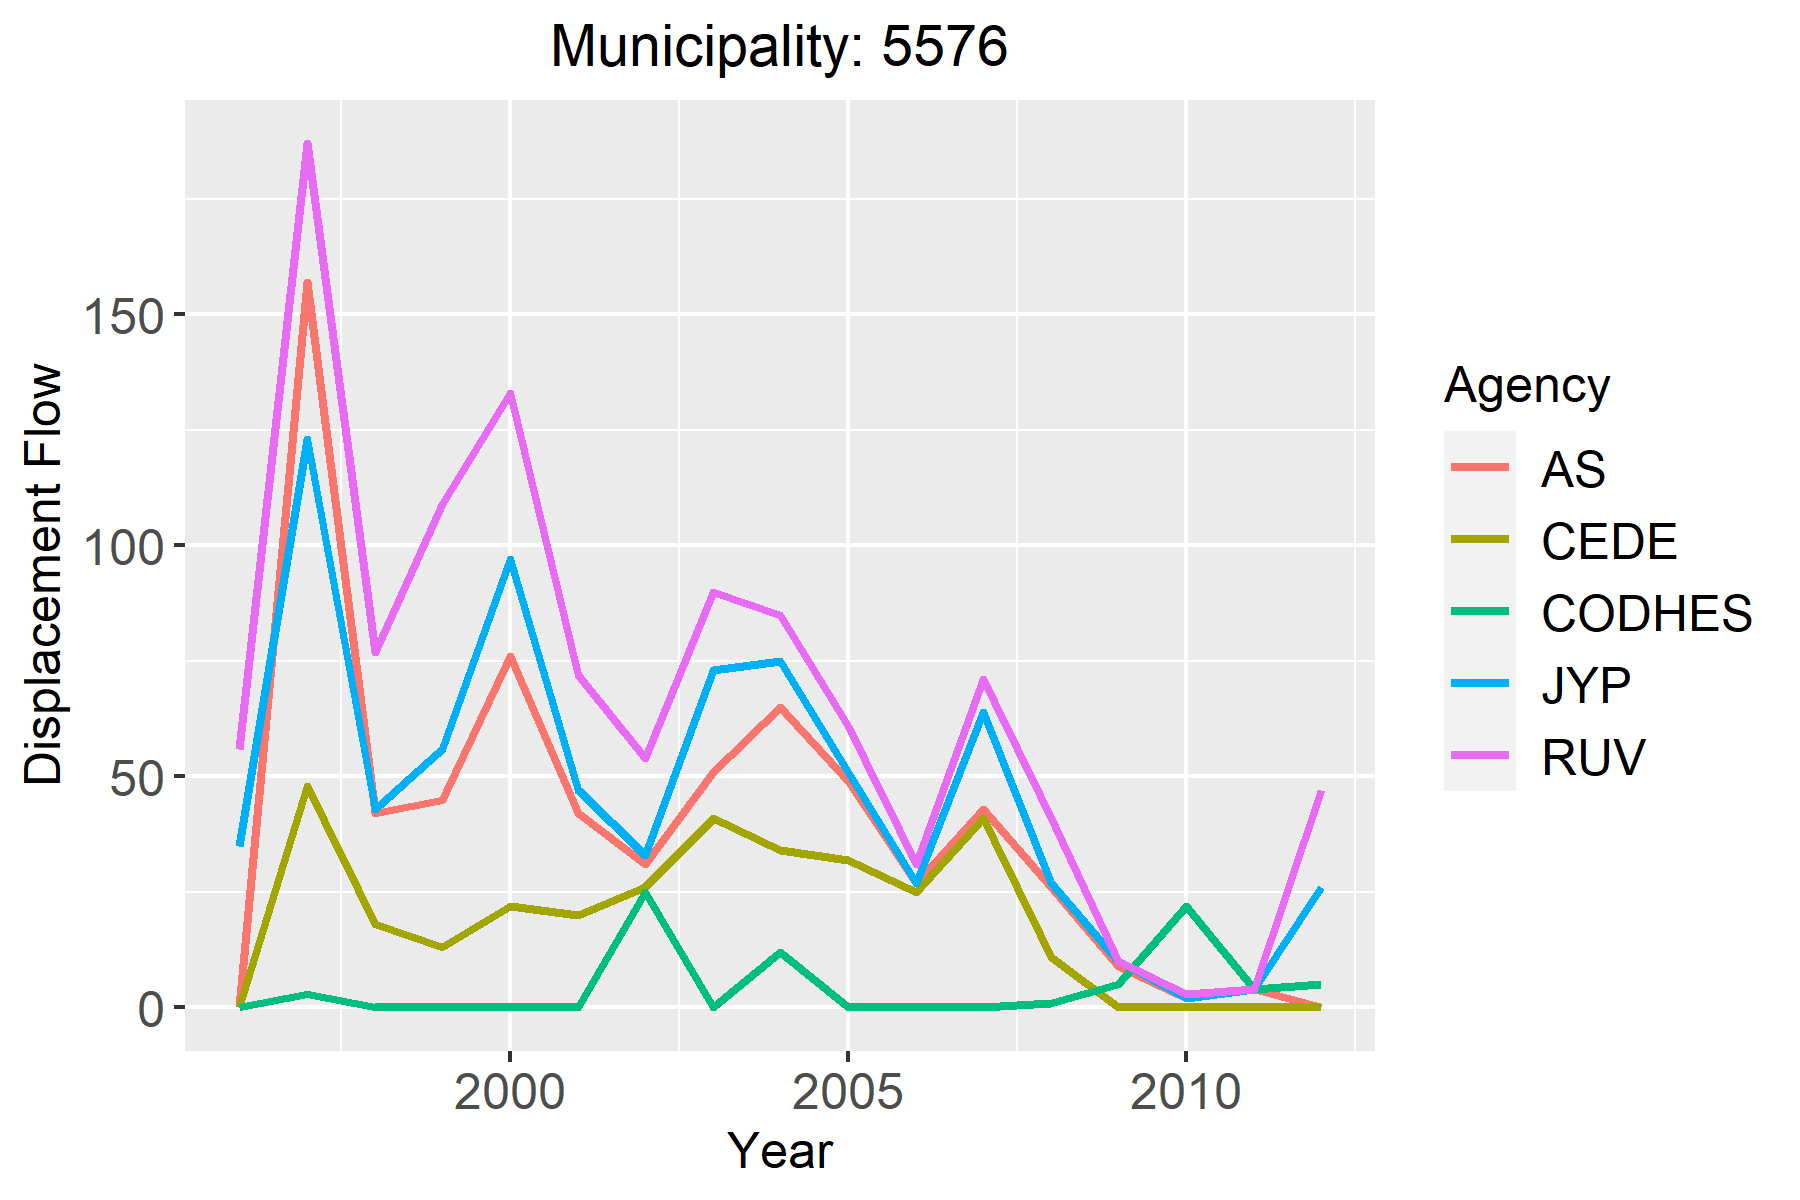 Municipality: 5576
Displacement Flow
150
100
50
0
2000 2005 2010
Year
Agency
AS
CEDE
CODHES
JYP
RUV